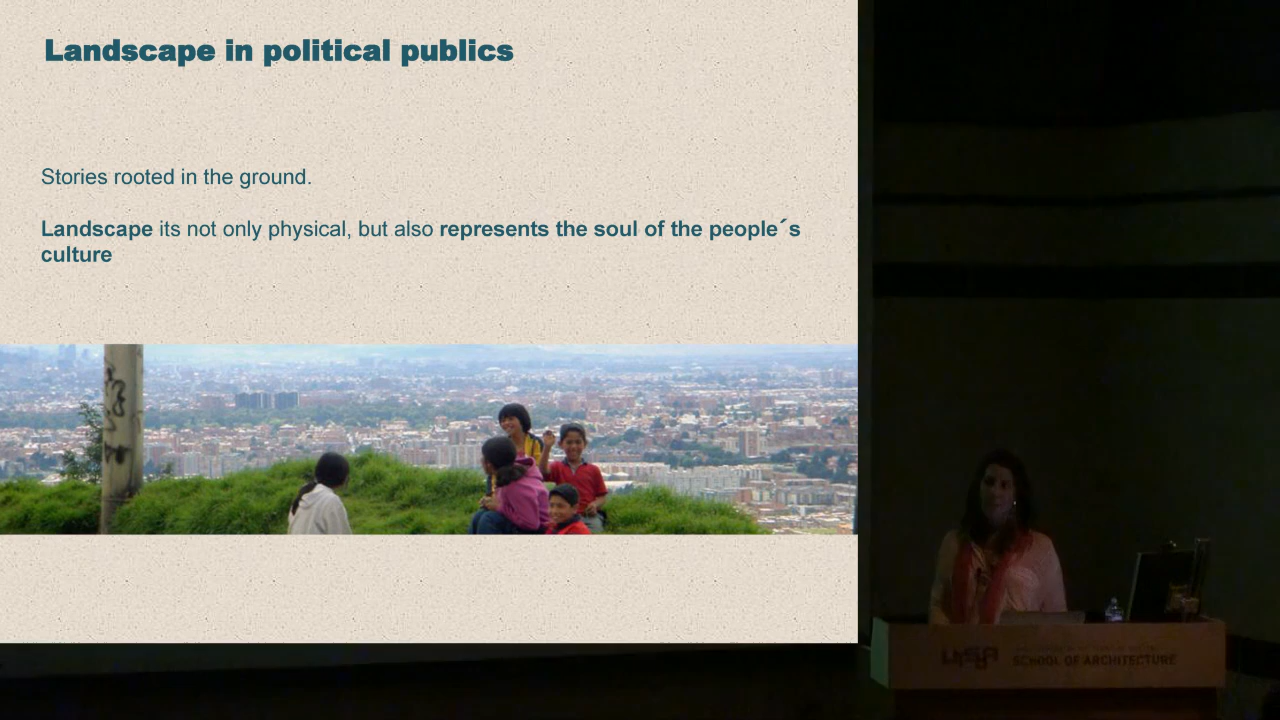 Landscape in political publics
Stories rooted in the ground.
Landscape its not only physical, but also represents the soul of the people´s
culture
SCHOOL OF ARCHITECTURE